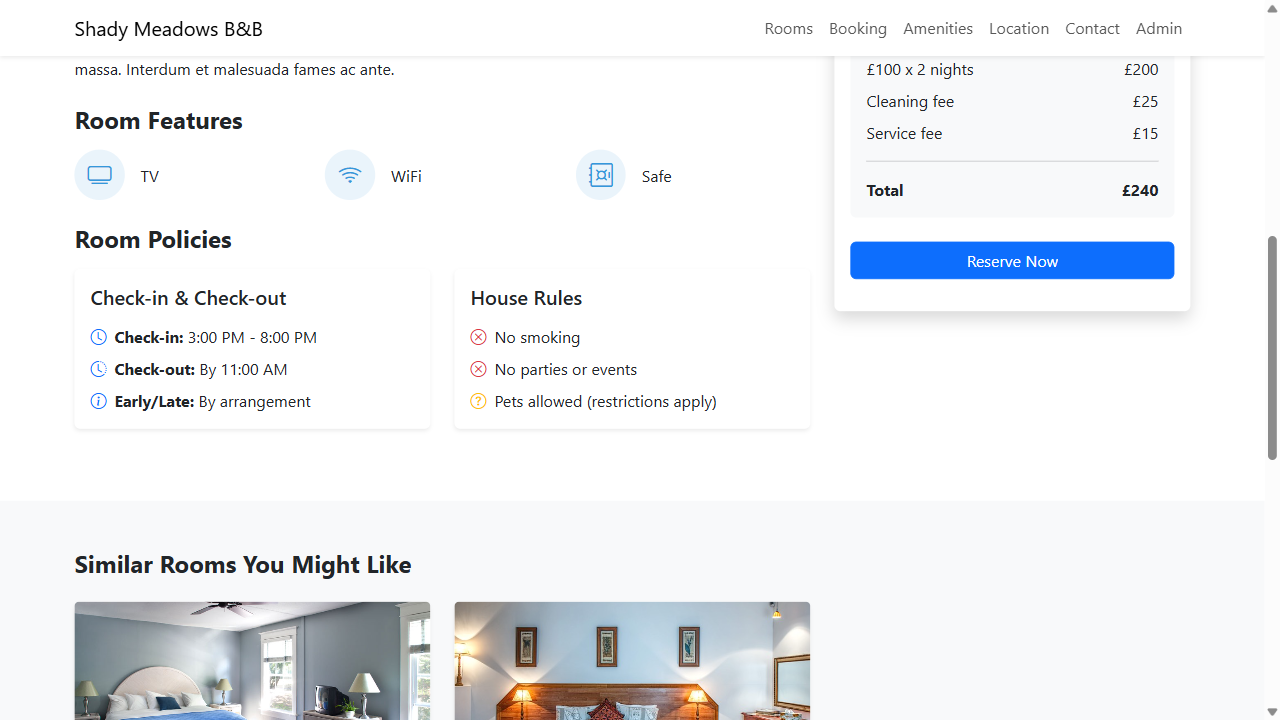 Shady Meadows B&B
Rooms Booking Amenities Location Contact Admin
massa. Interdum et malesuada fames ac ante.
Room Features
TV
WiFi
Safe
Room Policies
Check-in & Check-out
Check-in: 3:00 PM - 8:00 PM
Check-out: By 11:00 AM
Early/Late: By arrangement
House Rules
No smoking
No parties or events
Pets allowed (restrictions apply)
£100 x 2 nights £200
Cleaning fee £25
Service fee £15
Total £240
Reserve Now
Similar Rooms You Might Like